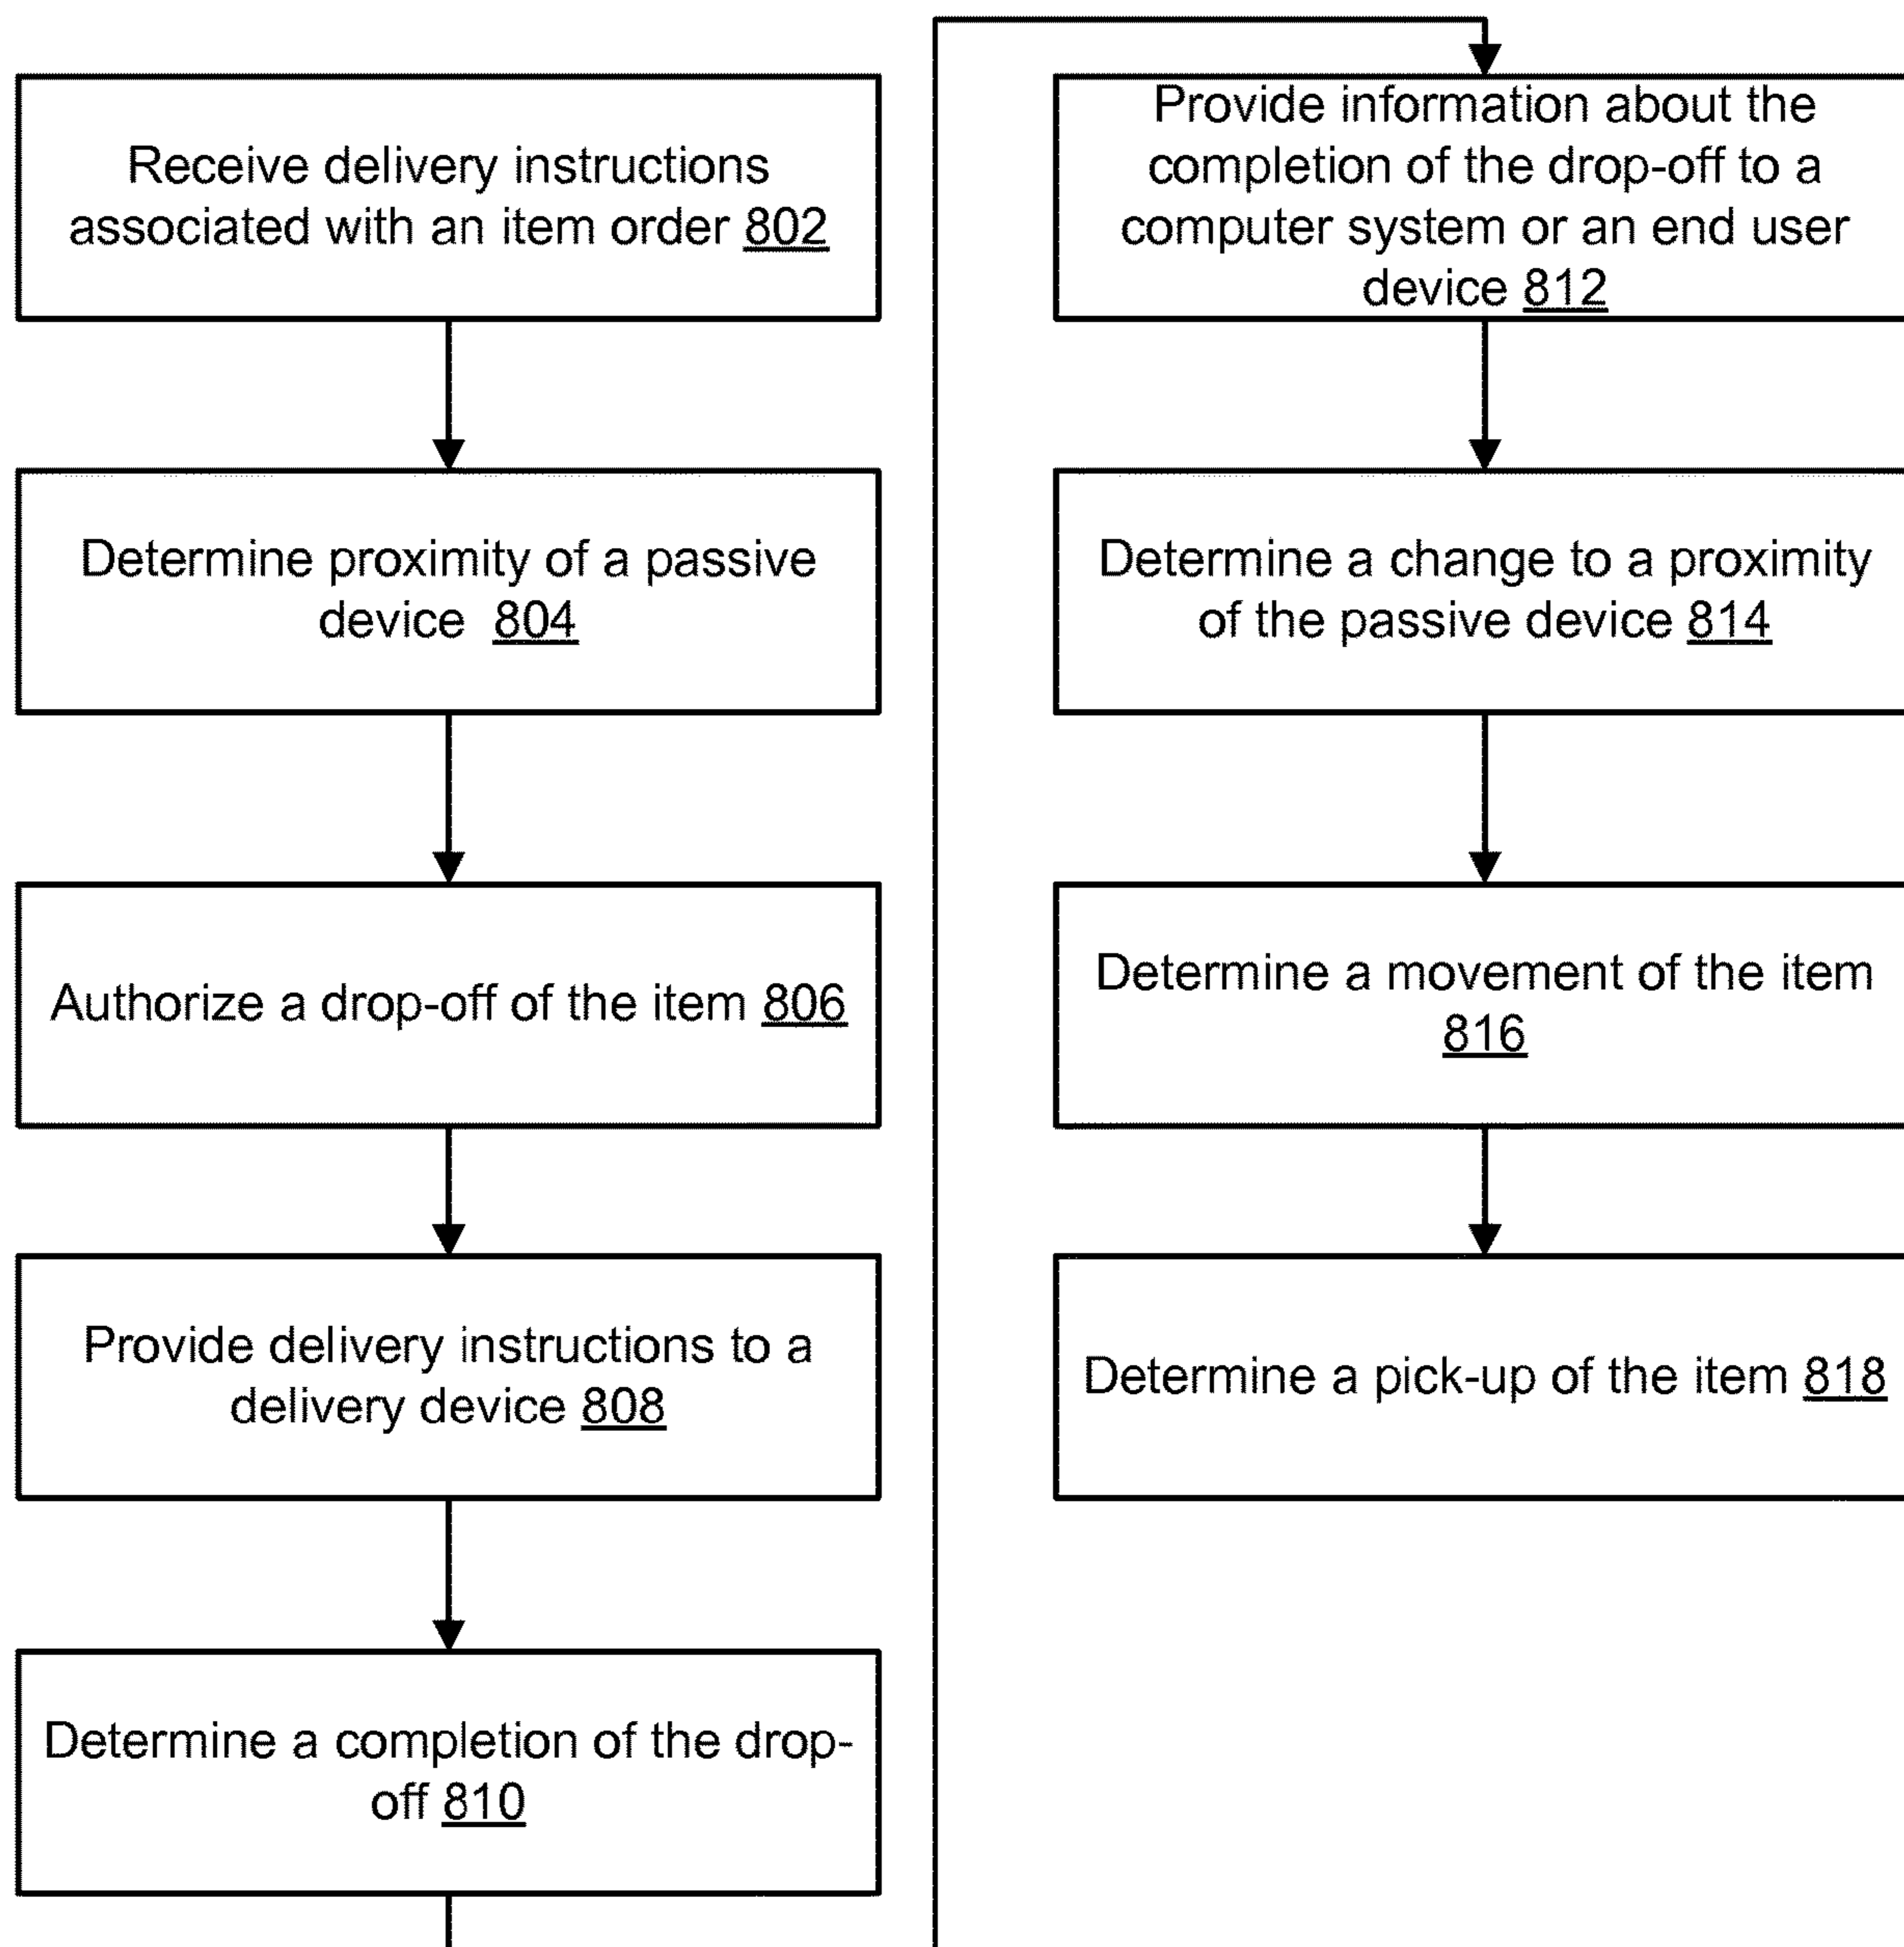 Receive delivery instructions
associated with an item order 802
Determine proximity of a passive
device 804
Authorize a drop-off of the item 806
Provide delivery instructions to a
delivery device 808
Determine a completion of the drop-
off 810
Provide information about the
completion of the drop-off to a
computer system or an end user
device 812
Determine a change to a proximity
of the passive device 814
Determine a movement of the item
816
Determine a pick-up of the item 818